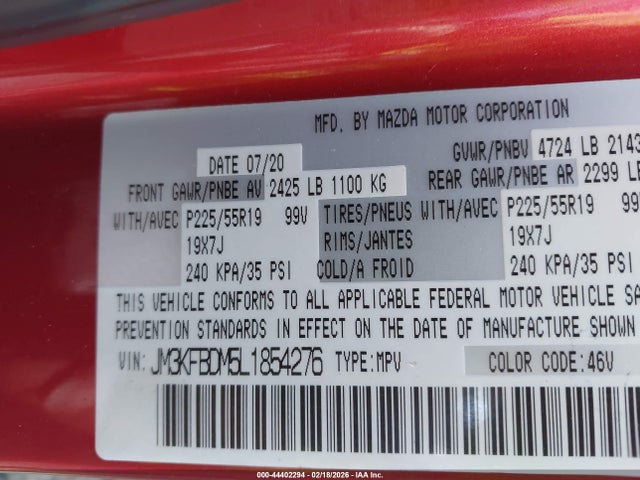 MFD. BY MAZDA MOTOR CORPORATION
DATE 07/20 GVWR/PNBV 4724 LB 2143
FRONT GAWR/PNBE AV 2425 LB 1100 KG REAR GAWR/PNBE AR 2299 LB
WITH/AVEC P225/55R19 99V TIRES/PNEUS WITH/AVEC P225/55R19 99V
19X7J RIMS/JANTES 19X7J
240 KPA/35 PSI COLD/A FROID 240 KPA/35 PSI
THIS VEHICLE CONFORMS TO ALL APPLICABLE FEDERAL MOTOR VEHICLE SA
PREVENTION STANDARDS IN EFFECT ON THE DATE OF MANUFACTURE SHOWN
VIN: JM3KFBDM5L1854276 TYPE:MPV COLOR CODE:46V
000-44402294 - 02/18/2026 - IAA Inc.